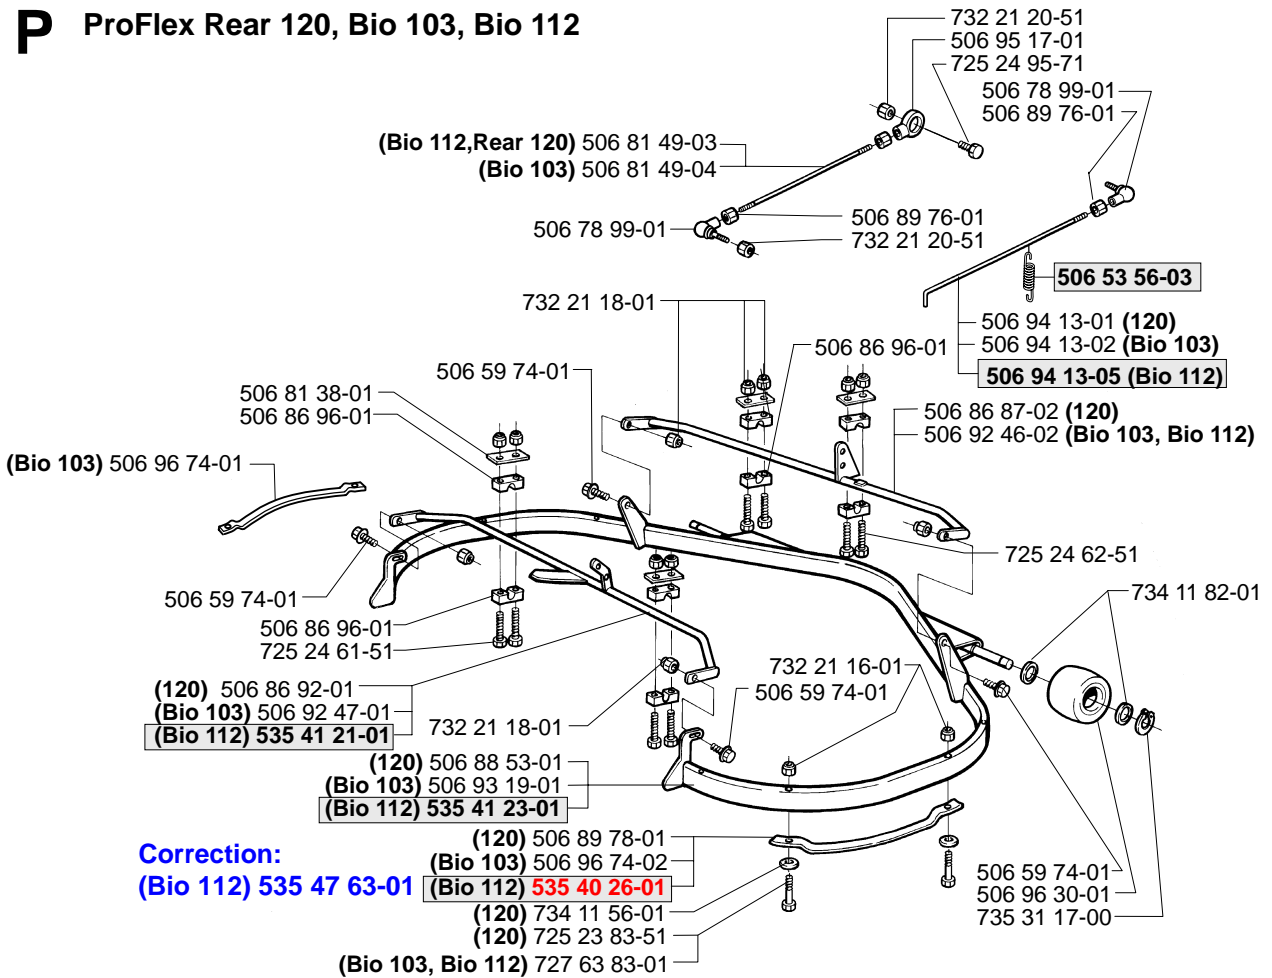 P ProFlex Rear 120, Bio 103, Bio 112
732 21 20-51
506 95 17-01
725 24 95-71
506 78 99-01
506 89 76-01
(Bio 112,Rear 120) 506 81 49-03
(Bio 103) 506 81 49-04
506 78 99-01
506 89 76-01
732 21 20-51
506 53 56-03
732 21 18-01
506 94 13-01 (120)
506 94 13-02 (Bio 103)
506 94 13-05 (Bio 112)
506 86 96-01
506 59 74-01
506 81 38-01
506 86 96-01
506 86 87-02 (120)
506 92 46-02 (Bio 103, Bio 112)
(Bio 103) 506 96 74-01
725 24 62-51
734 11 82-01
506 59 74-01
506 86 96-01
725 24 61-51
732 21 16-01
506 59 74-01
(120) 506 86 92-01
(Bio 103) 506 92 47-01
(Bio 112) 535 41 21-01
732 21 18-01
(120) 506 88 53-01
(Bio 103) 506 93 19-01
(Bio 112) 535 41 23-01
(120) 506 89 78-01
Correction:
(Bio 103) 506 96 74-02
(Bio 112) 535 47 63-01 (Bio 112) 535 40 26-01
(120) 734 11 56-01
(120) 725 23 83-51
(Bio 103, Bio 112) 727 63 83-01
506 59 74-01
506 96 30-01
735 31 17-00